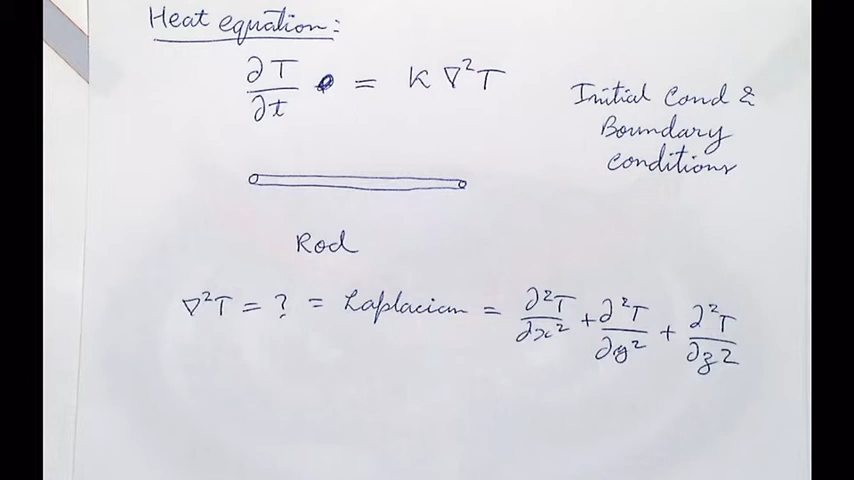 Heat equation:
∂T/∂t = K ∇²T
Initial Cond &
Boundary
conditions
Rod
∇²T = ? = Laplacian = ∂²T/∂x² + ∂²T/∂y² + ∂²T/∂z²